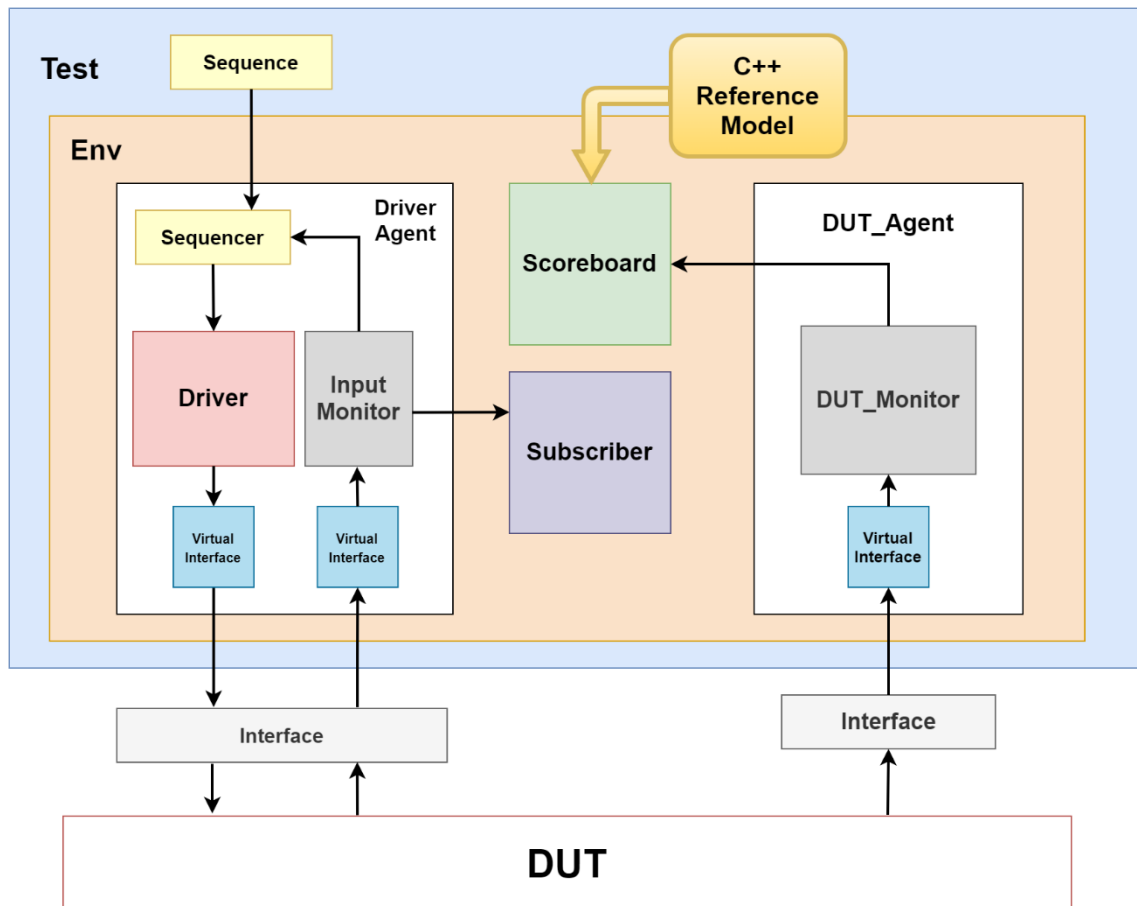 Test
Sequence
C++
Reference
Model
Env
Driver
Agent
Sequencer
Scoreboard
DUT_Agent
Driver
Input
Monitor
Subscriber
DUT_Monitor
Virtual
Interface
Virtual
Interface
Virtual
Interface
Interface
Interface
DUT